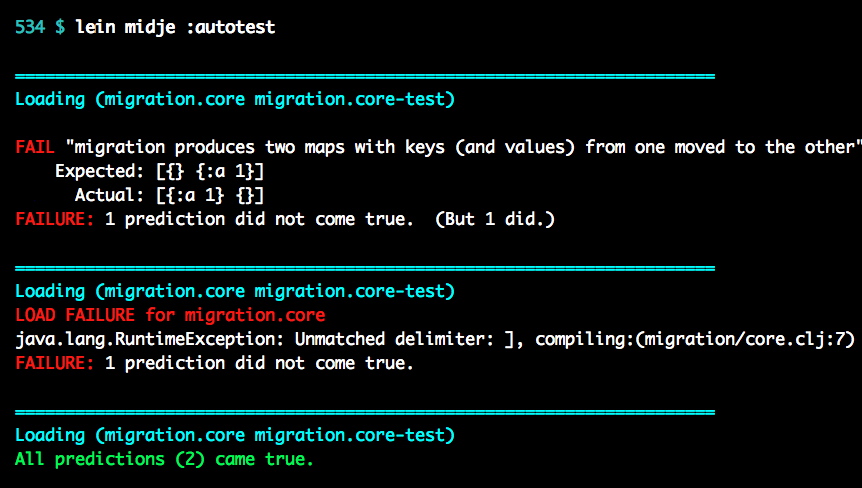 534 $ lein midje :autotest
======================================================================
Loading (migration.core migration.core-test)
FAIL "migration produces two maps with keys (and values) from one moved to the other"
    Expected: [{} {:a 1}]
      Actual: [{:a 1} {}]
FAILURE: 1 prediction did not come true.  (But 1 did.)
======================================================================
Loading (migration.core migration.core-test)
LOAD FAILURE for migration.core
java.lang.RuntimeException: Unmatched delimiter: ], compiling:(migration/core.clj:7)
FAILURE: 1 prediction did not come true.
======================================================================
Loading (migration.core migration.core-test)
All predictions (2) came true.